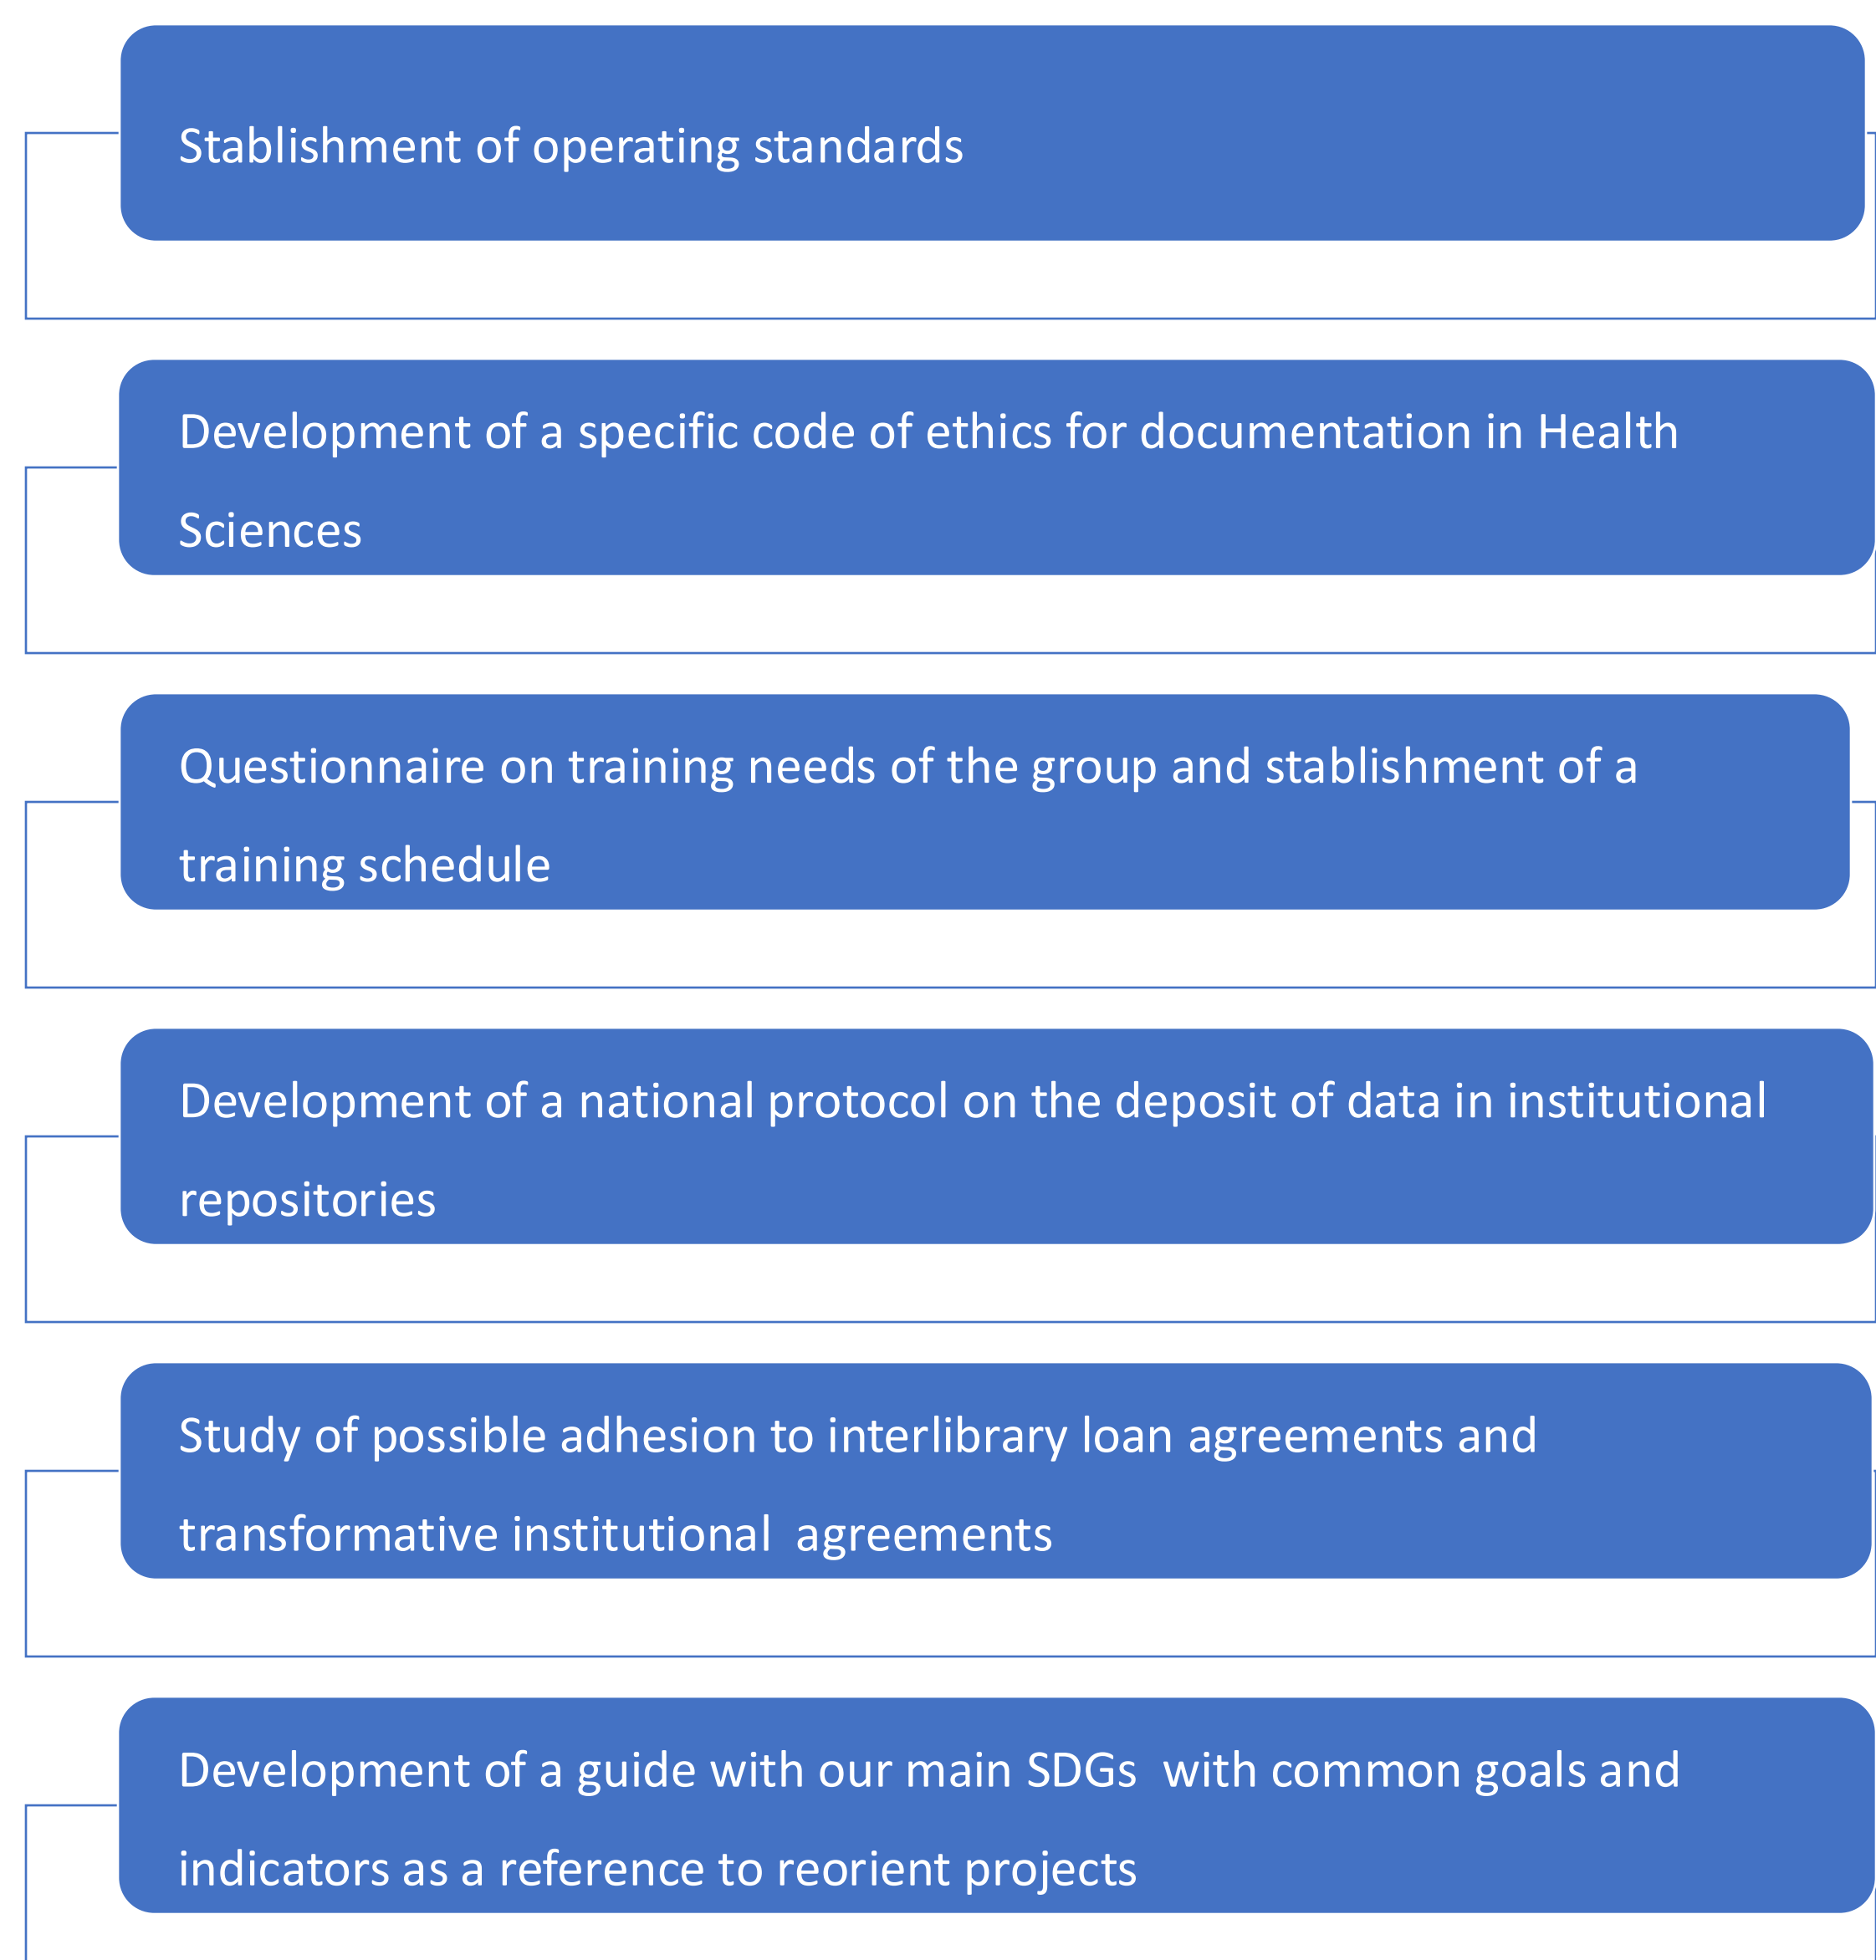 Stablishment of operating standards
Development of a specific code of ethics for documentation in Health
Sciences
Questionnaire on training needs of the group and stablishment of a
training schedule
Development of a national protocol on the deposit of data in institutional
repositories
Study of possible adhesion to interlibrary loan agreements and
transformative institutional  agreements
Development of a guide with our main SDGs  with common goals and
indicators as a reference to reorient projects